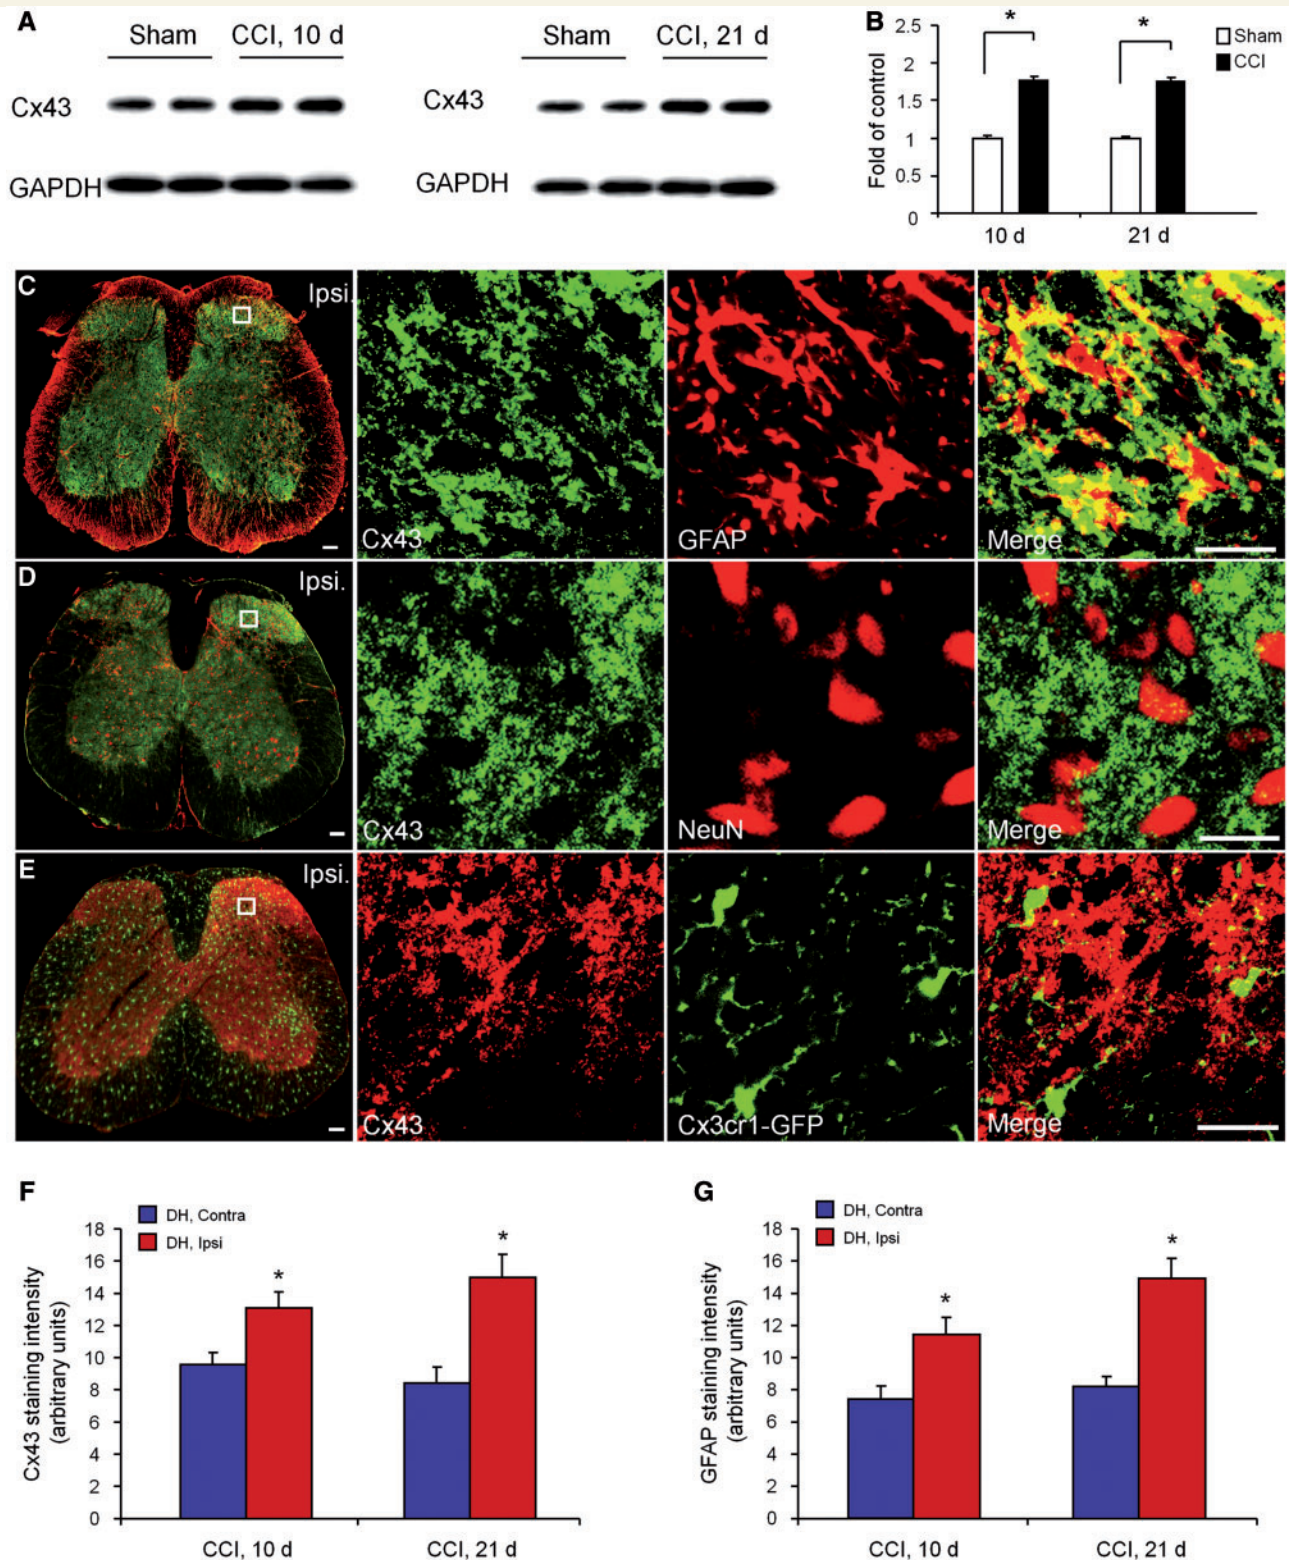 A
Sham
CCI, 10 d
Cx43
GAPDH
Sham
CCI, 21 d
Cx43
GAPDH
B
*
*
Sham
CCI
Fold of control
2.5
2
1.5
1
0.5
0
10 d
21 d
C
Ipsi.
Cx43
GFAP
Merge
D
Ipsi.
Cx43
NeuN
Merge
E
Ipsi.
Cx43
Cx3cr1-GFP
Merge
F
DH, Contra
DH, Ipsi
Cx43 staining intensity
(arbitrary units)
18
16
14
12
10
8
6
4
2
0
*
*
CCI, 10 d
CCI, 21 d
G
DH, Contra
DH, Ipsi
GFAP staining intensity
(arbitrary units)
18
16
14
12
10
8
6
4
2
0
*
*
CCI, 10 d
CCI, 21 d